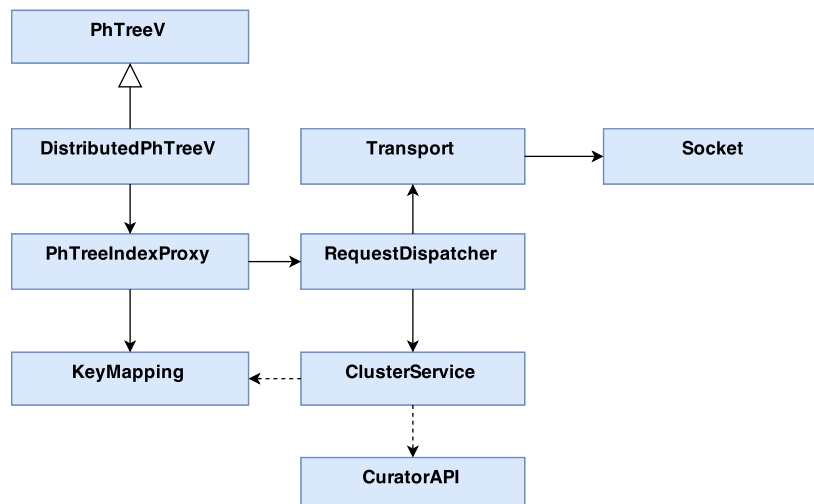 PhTreeV
DistributedPhTreeV
Transport
Socket
PhTreeIndexProxy
RequestDispatcher
KeyMapping
ClusterService
CuratorAPI